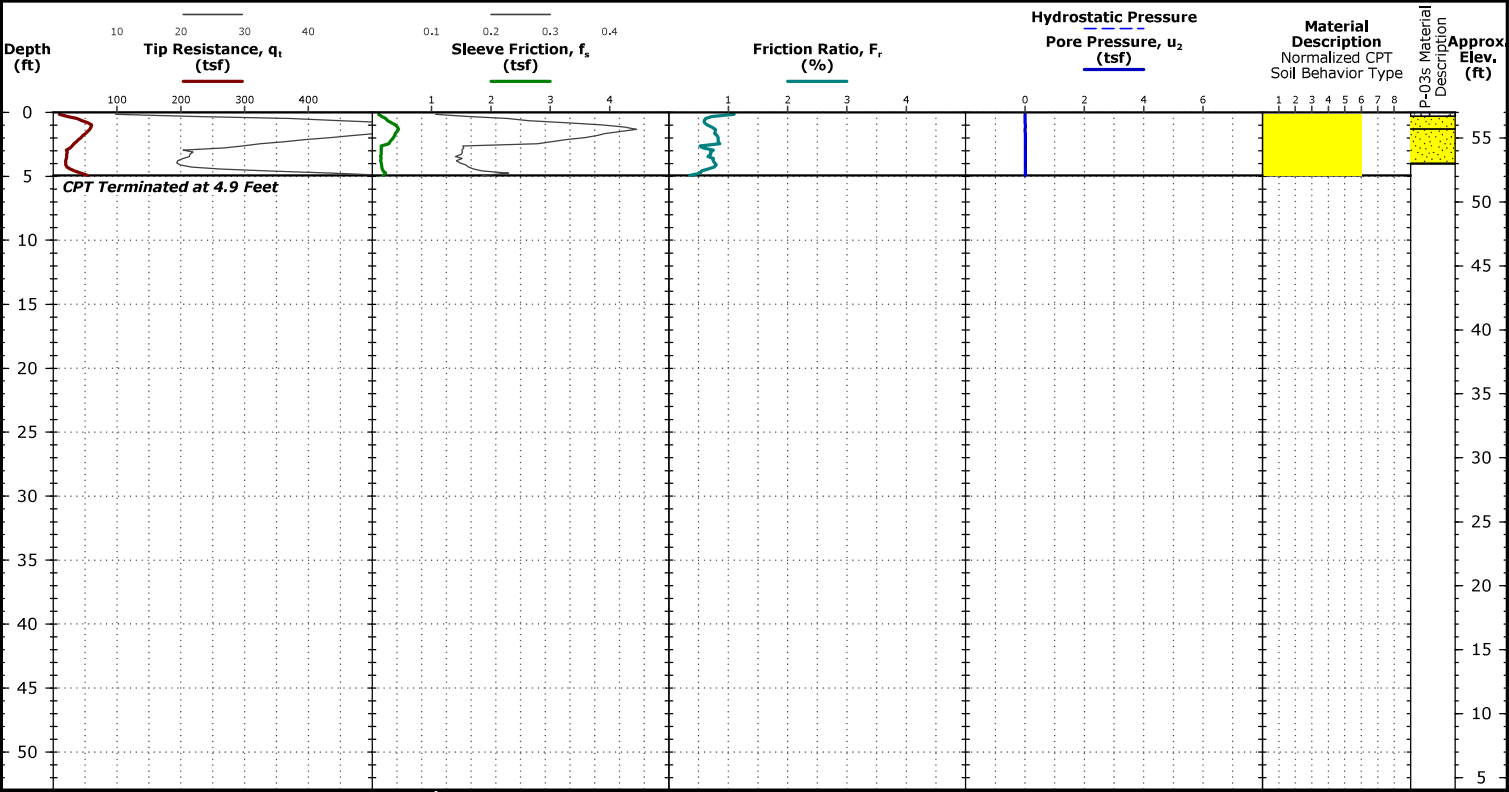 Depth
(ft)
10 20 30 40
Tip Resistance, qt
(tsf)
100 200 300 400
0.1 0.2 0.3 0.4
Sleeve Friction, fs
(tsf)
1 2 3 4
Friction Ratio, Fr
(%)
1 2 3 4
Hydrostatic Pressure
Pore Pressure, u2
(tsf)
0 2 4 6
Material
Description
Normalized CPT
Soil Behavior Type
1 2 3 4 5 6 7 8
P-03s Material
Description
Approx.
Elev.
(ft)
0
5
10
15
20
25
30
35
40
45
50
CPT Terminated at 4.9 Feet
55
50
45
40
35
30
25
20
15
10
5